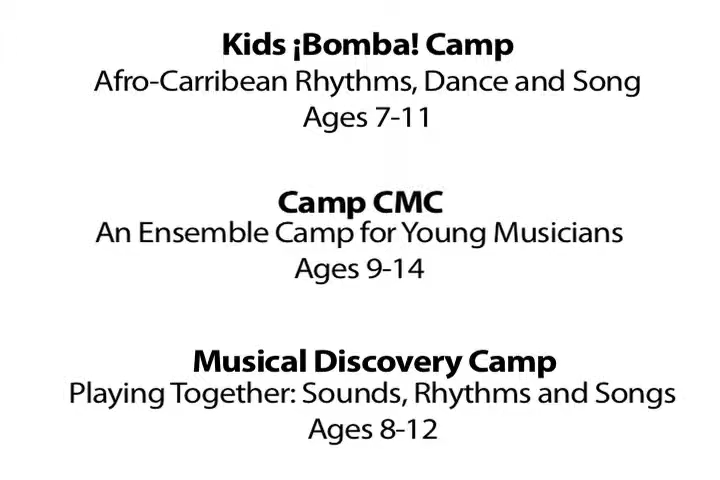 Kids ¡Bomba! Camp
Afro-Carribean Rhythms, Dance and Song
Ages 7-11
Camp CMC
An Ensemble Camp for Young Musicians
Ages 9-14
Musical Discovery Camp
Playing Together: Sounds, Rhythms and Songs
Ages 8-12